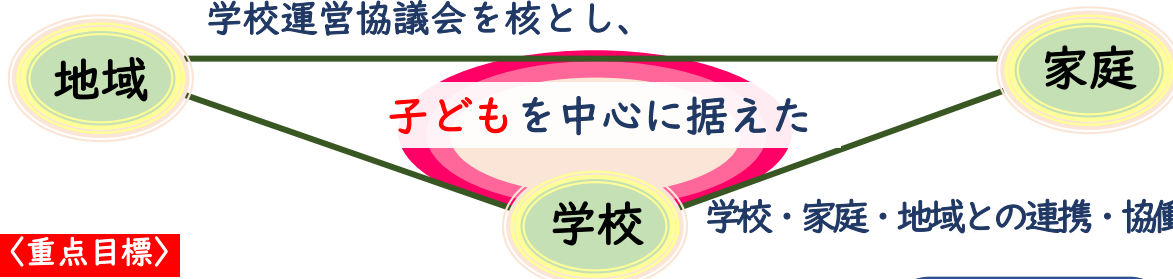 学校運営協議会を核とし、
地域
家庭
子どもを中心に据えた
学校
学校・家庭・地域との連携・協働
〈重点目標〉